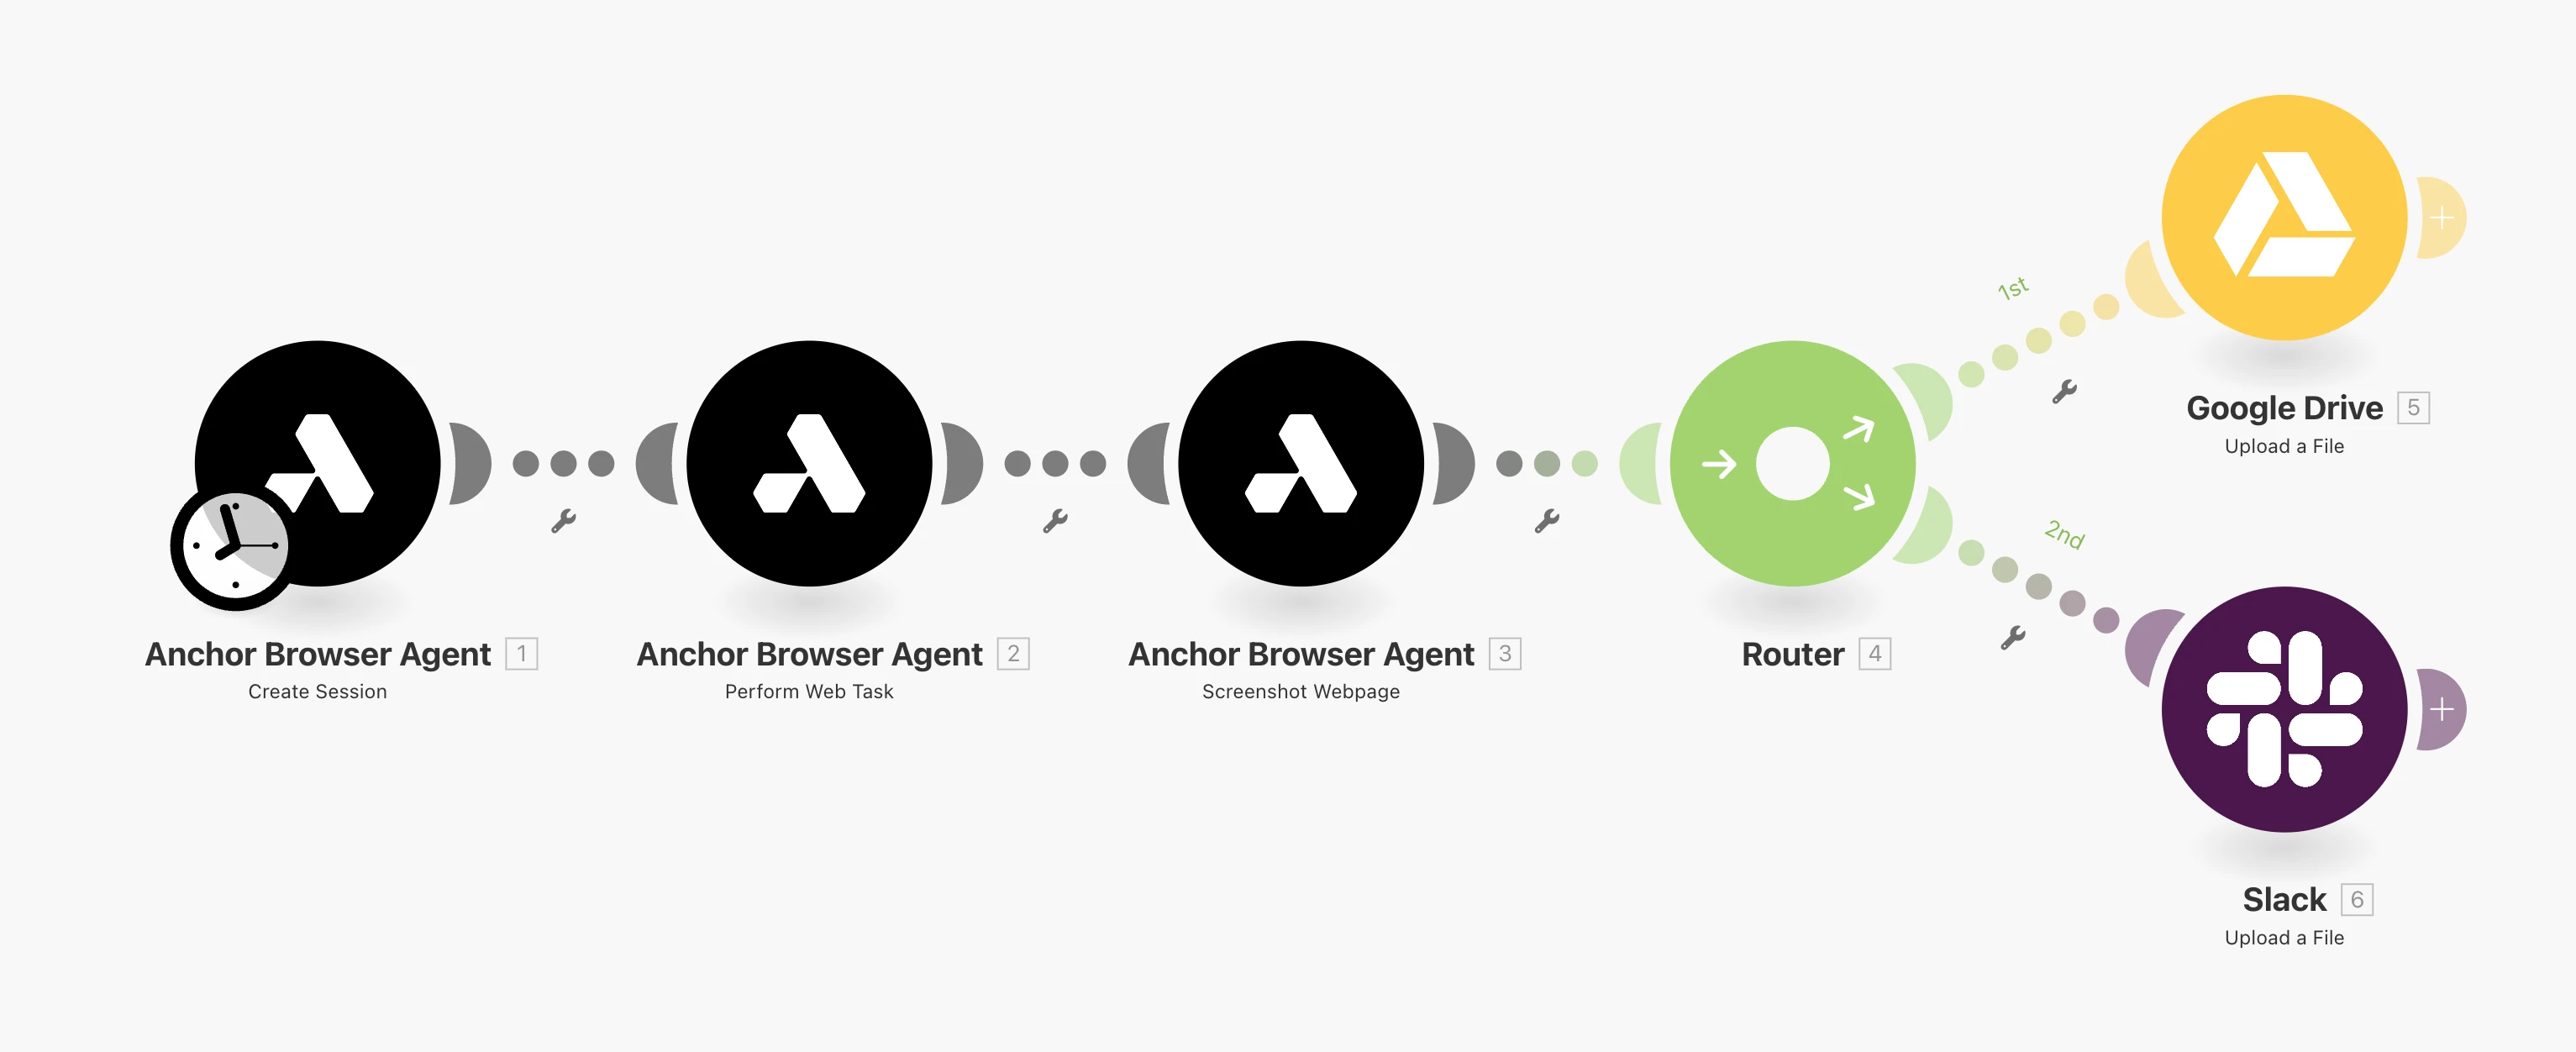 Anchor Browser Agent 1
Create Session
Anchor Browser Agent 2
Perform Web Task
Anchor Browser Agent 3
Screenshot Webpage
Router 4
1st
Google Drive 5
Upload a File
2nd
Slack 6
Upload a File